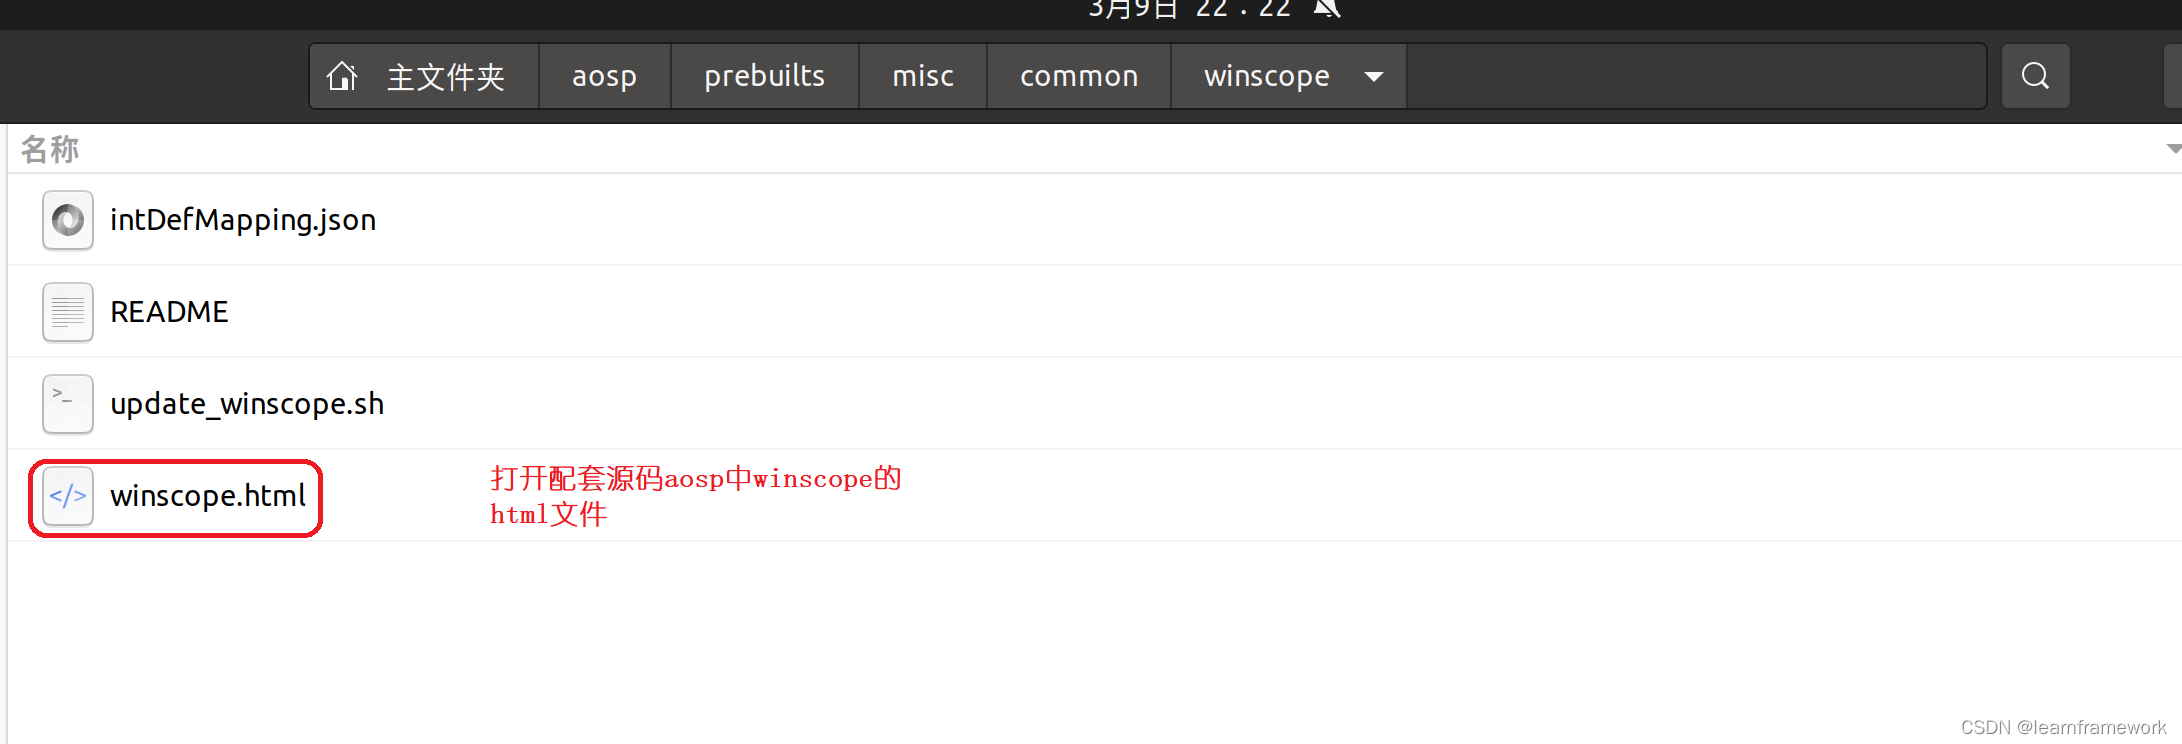 3月9日 22：22
主文件夹 aosp prebuilts misc common winscope
名称
intDefMapping.json
README
update_winscope.sh
winscope.html
打开配套源码aosp中winscope的
html文件
CSDN @learnframework